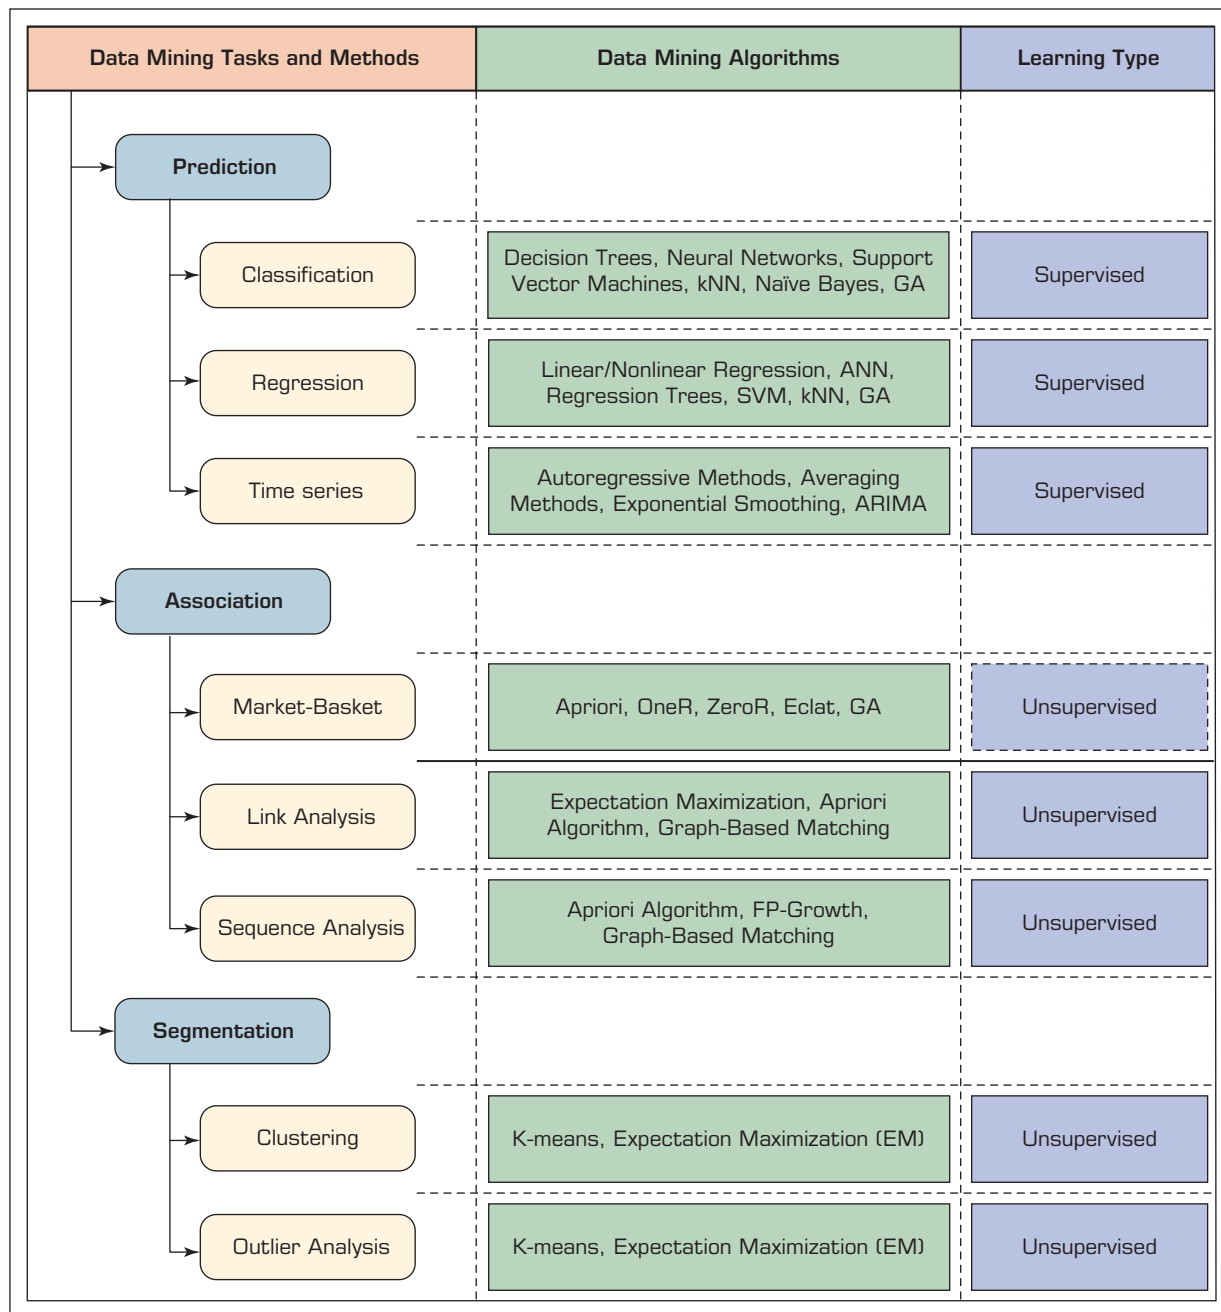 Data Mining Tasks and Methods
Data Mining Algorithms
Learning Type
Prediction
Classification
Decision Trees, Neural Networks, Support
Vector Machines, kNN, Naïve Bayes, GA
Supervised
Regression
Linear/Nonlinear Regression, ANN,
Regression Trees, SVM, kNN, GA
Supervised
Time series
Autoregressive Methods, Averaging
Methods, Exponential Smoothing, ARIMA
Supervised
Association
Market-Basket
Apriori, OneR, ZeroR, Eclat, GA
Unsupervised
Link Analysis
Expectation Maximization, Apriori
Algorithm, Graph-Based Matching
Unsupervised
Sequence Analysis
Apriori Algorithm, FP-Growth,
Graph-Based Matching
Unsupervised
Segmentation
Clustering
K-means, Expectation Maximization (EM)
Unsupervised
Outlier Analysis
K-means, Expectation Maximization (EM)
Unsupervised